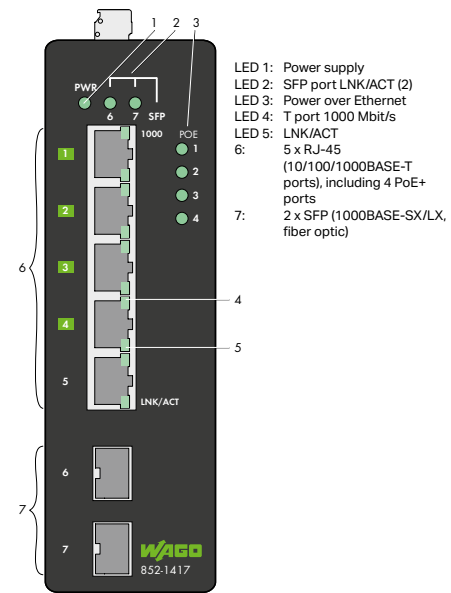 1 2 3
PWR
6 7 SFP
1000 POE
1
2
3
4
1
2
3
4
5
LNK/ACT
6
7
WAGO
852-1417
6
7
4
5
LED 1: Power supply
LED 2: SFP port LNK/ACT (2)
LED 3: Power over Ethernet
LED 4: T port 1000 Mbit/s
LED 5: LNK/ACT
6: 5 x RJ-45
(10/100/1000BASE-T
ports), including 4 PoE+
ports
7: 2 x SFP (1000BASE-SX/LX,
fiber optic)